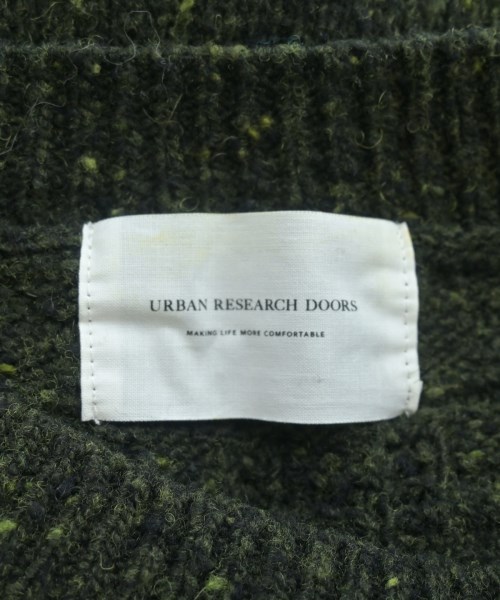 URBAN RESEARCH DOORS
MAKING LIFE MORE COMFORTABLE